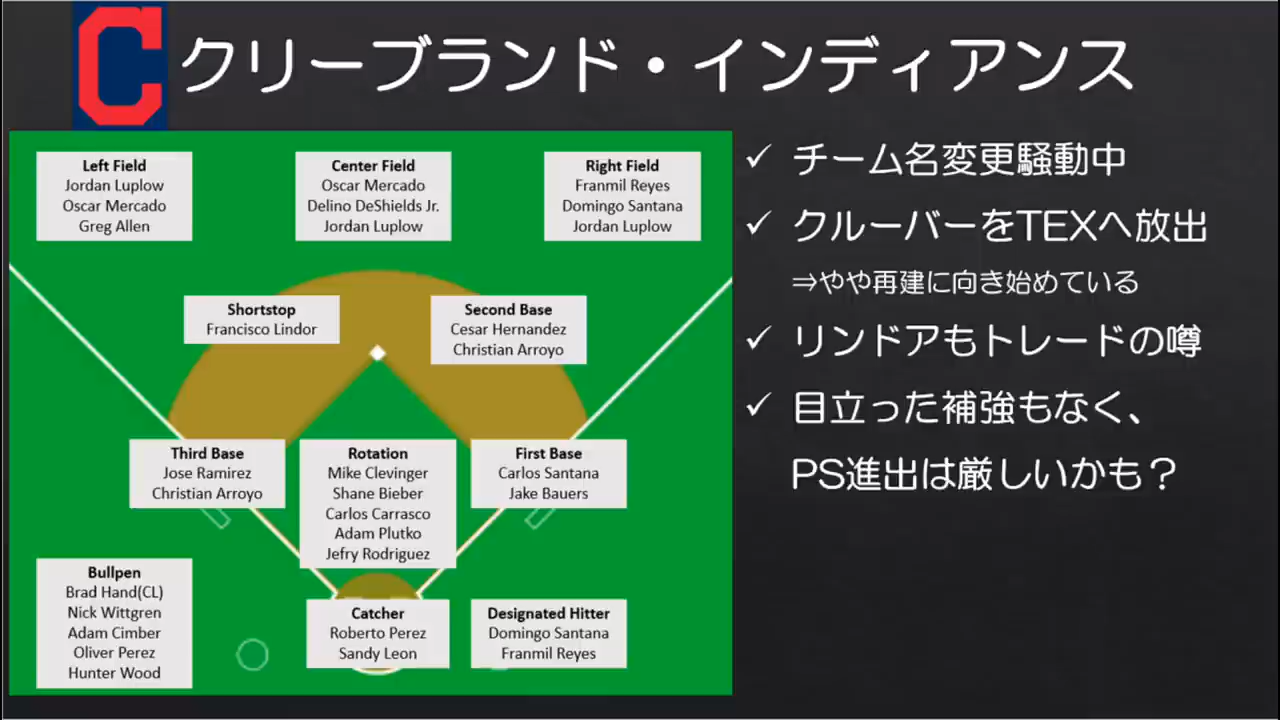 C クリーブランド・インディアンス
Left Field
Jordan Luplow
Oscar Mercado
Greg Allen
Center Field
Oscar Mercado
Delino DeShields Jr.
Jordan Luplow
Right Field
Franmil Reyes
Domingo Santana
Jordan Luplow
Shortstop
Francisco Lindor
Second Base
Cesar Hernandez
Christian Arroyo
Third Base
Jose Ramirez
Christian Arroyo
Rotation
Mike Clevinger
Shane Bieber
Carlos Carrasco
Adam Plutko
Jefry Rodriguez
First Base
Carlos Santana
Jake Bauers
Bullpen
Brad Hand(CL)
Nick Wittgren
Adam Cimber
Oliver Perez
Hunter Wood
Catcher
Roberto Perez
Sandy Leon
Designated Hitter
Domingo Santana
Franmil Reyes
✓ チーム名変更騒動中
✓ クルーバーをTEXへ放出
⇒やや再建に向き始めている
✓ リンドアもトレードの噂
✓ 目立った補強もなく、
PS進出は厳しいかも？